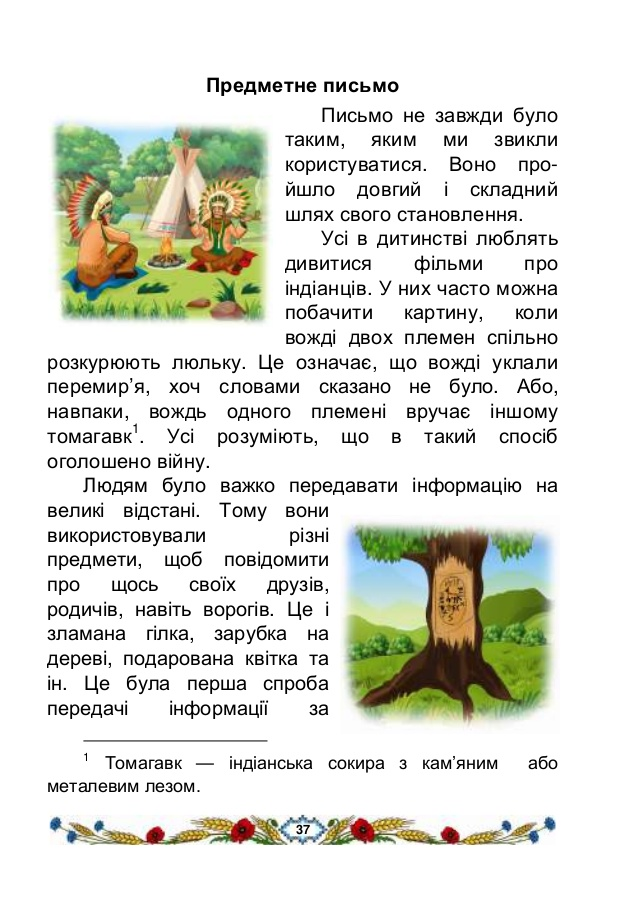 Предметне письмо
Письмо не завжди було
таким, яким ми звикли
користуватися. Воно про-
йшло довгий і складний
шлях свого становлення.
Усі в дитинстві люблять
дивитися фільми про
індіанців. У них часто можна
побачити картину, коли
вожді двох племен спільно
розкурюють люльку. Це означає, що вожді уклали
перемир’я, хоч словами сказано не було. Або,
навпаки, вождь одного племені вручає іншому
томагавк¹. Усі розуміють, що в такий спосіб
оголошено війну.
Людям було важко передавати інформацію на
великі відстані. Тому вони
використовували різні
предмети, щоб повідомити
про щось своїх друзів,
родичів, навіть ворогів. Це і
зламана гілка, зарубка на
дереві, подарована квітка та
ін. Це була перша спроба
передачі інформації за
¹ Томагавк — індіанська сокира з кам’яним або
металевим лезом.
37